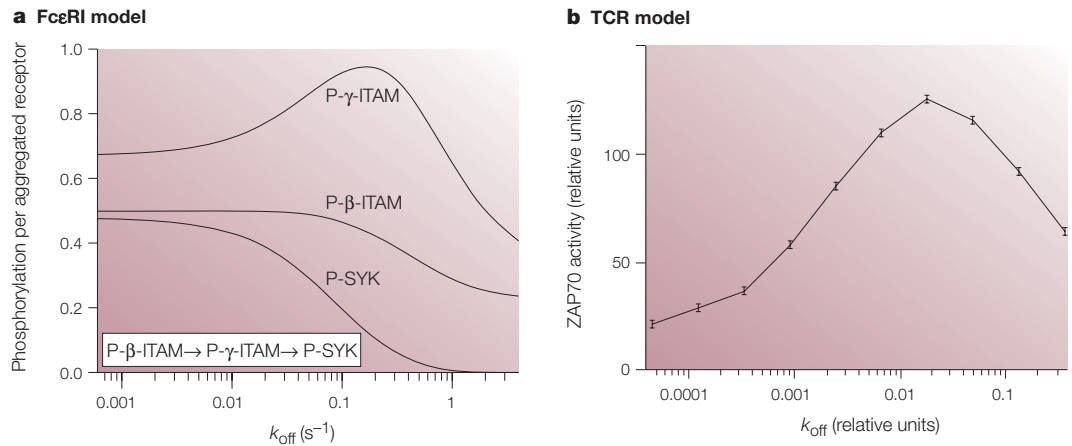 a FcεRI model
Phosphorylation per aggregated receptor
1.0
0.8
0.6
0.4
0.2
0.0
P-γ-ITAM
P-β-ITAM
P-SYK
P-β-ITAM→ P-γ-ITAM→ P-SYK
0.001
0.01
0.1
1
koff (s–1)
b TCR model
ZAP70 activity (relative units)
100
50
0
0.0001
0.001
0.01
0.1
koff (relative units)